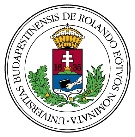 UNIVERSITAS BUDAPESTINENSIS DE ROLANDO EÖTVÖS NOMINATA